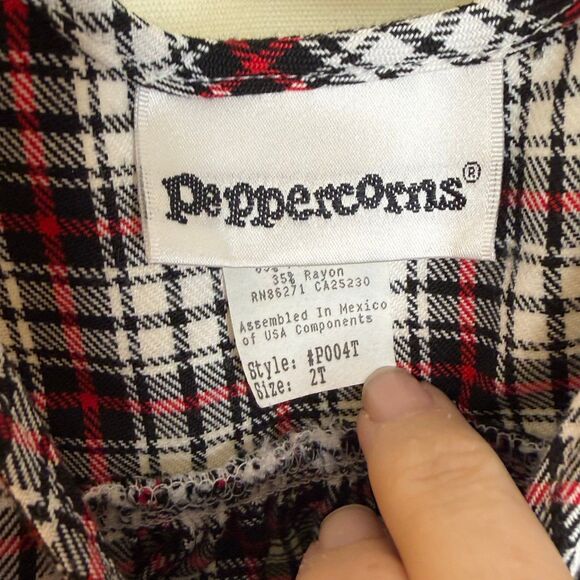 Peppercorns®
35% Rayon
RN86271 CA25230
Assembled In Mexico
of USA Components
Style: #P004T
Size: 2T